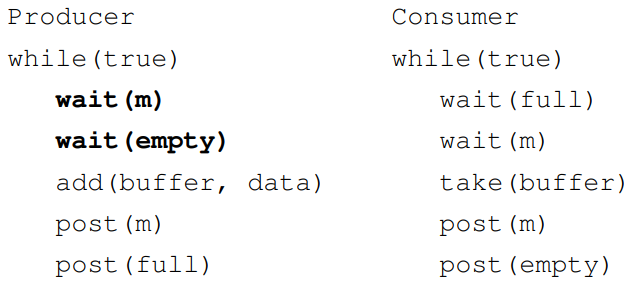 Producer Consumer
while(true) while(true)
wait(m) wait(full)
wait(empty) wait(m)
add(buffer, data) take(buffer)
post(m) post(m)
post(full) post(empty)